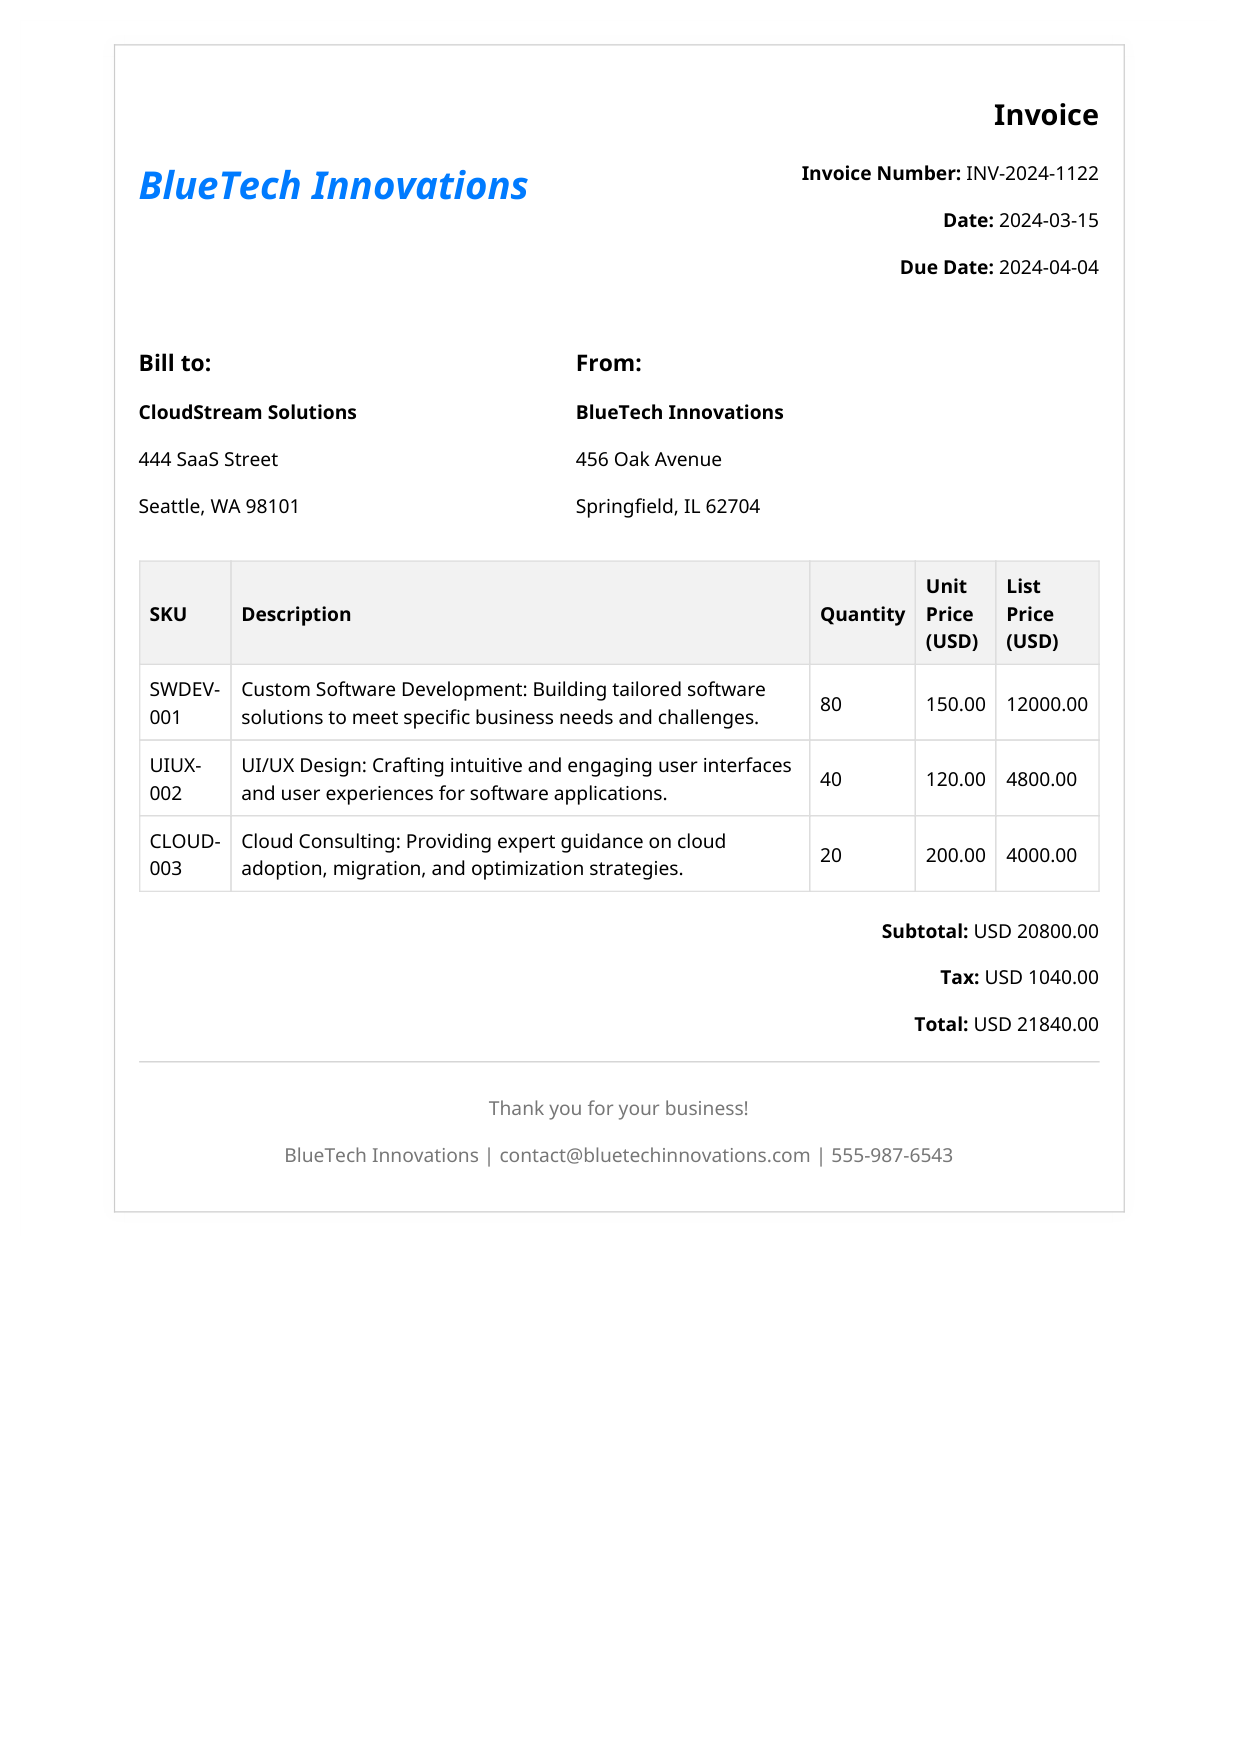 Invoice
BlueTech Innovations
Invoice Number: INV-2024-1122
Date: 2024-03-15
Due Date: 2024-04-04
Bill to:
CloudStream Solutions
444 SaaS Street
Seattle, WA 98101
From:
BlueTech Innovations
456 Oak Avenue
Springfield, IL 62704
SKU Description Quantity Unit Price (USD) List Price (USD)
SWDEV-001 Custom Software Development: Building tailored software
solutions to meet specific business needs and challenges. 80 150.00 12000.00
UIUX-002 UI/UX Design: Crafting intuitive and engaging user interfaces
and user experiences for software applications. 40 120.00 4800.00
CLOUD-003 Cloud Consulting: Providing expert guidance on cloud
adoption, migration, and optimization strategies. 20 200.00 4000.00
Subtotal: USD 20800.00
Tax: USD 1040.00
Total: USD 21840.00
Thank you for your business!
BlueTech Innovations | contact@bluetechinnovations.com | 555-987-6543